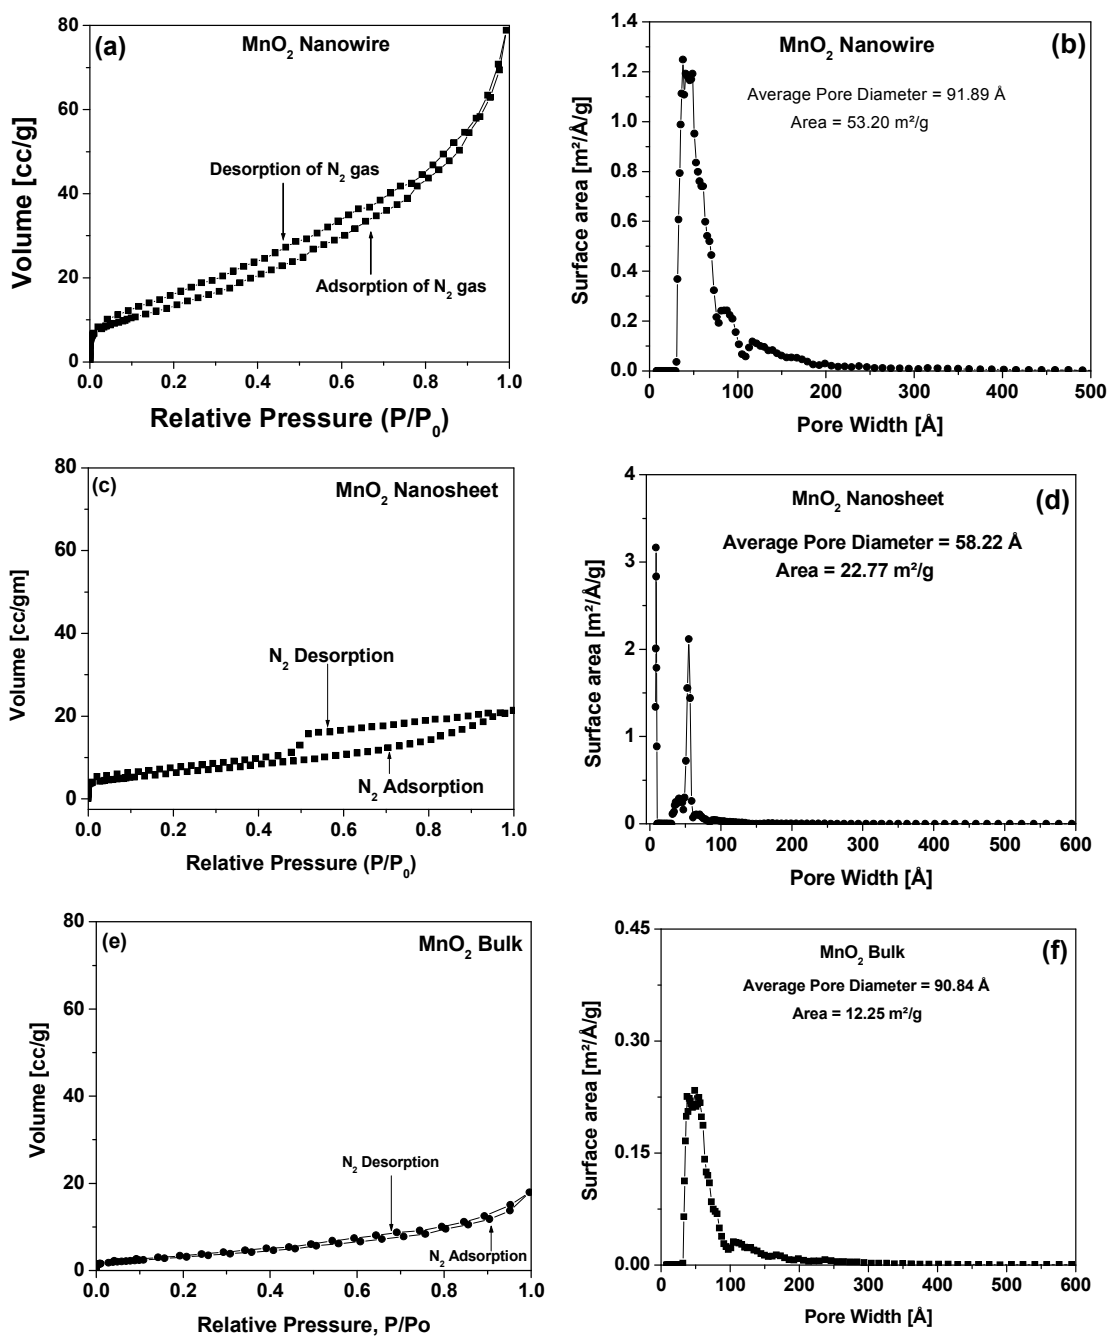 (a)
MnO₂ Nanowire
80
60
40
20
0
Volume [cc/g]
Desorption of N₂ gas
Adsorption of N₂ gas
0.0 0.2 0.4 0.6 0.8 1.0
Relative Pressure (P/P₀)
(b)
MnO₂ Nanowire
Average Pore Diameter = 91.89 Å
Area = 53.20 m²/g
1.4
1.2
1.0
0.8
0.6
0.4
0.2
0.0
Surface area [m²/Å/g]
0 100 200 300 400 500
Pore Width [Å]
(c)
MnO₂ Nanosheet
80
60
40
20
0
Volume [cc/gm]
N₂ Desorption
N₂ Adsorption
0.0 0.2 0.4 0.6 0.8 1.0
Relative Pressure (P/P₀)
(d)
MnO₂ Nanosheet
Average Pore Diameter = 58.22 Å
Area = 22.77 m²/g
4
3
2
1
0
Surface area [m²/Å/g]
0 100 200 300 400 500 600
Pore Width [Å]
(e)
MnO₂ Bulk
80
60
40
20
0
Volume [cc/g]
N₂ Desorption
N₂ Adsorption
0.0 0.2 0.4 0.6 0.8 1.0
Relative Pressure, P/Po
(f)
MnO₂ Bulk
Average Pore Diameter = 90.84 Å
Area = 12.25 m²/g
0.45
0.30
0.15
0.00
Surface area [m²/Å/g]
0 100 200 300 400 500 600
Pore Width [Å]